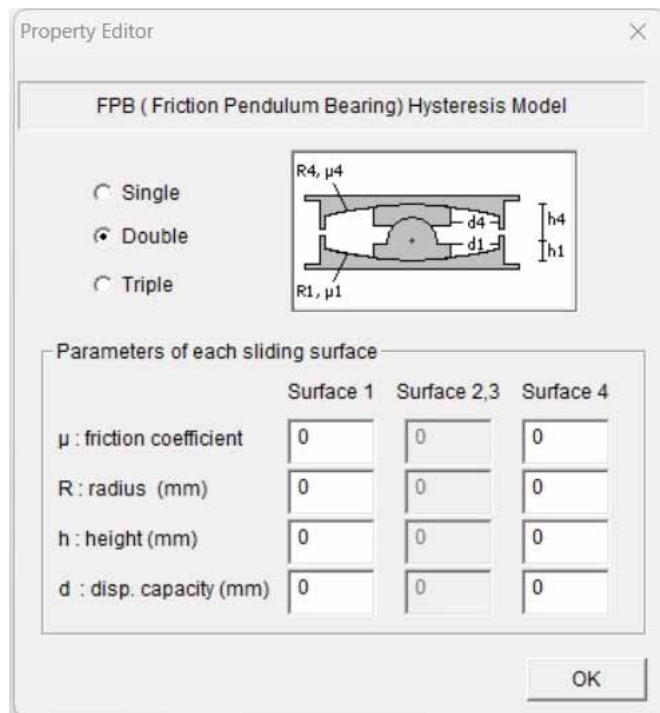 Property Editor
FPB ( Friction Pendulum Bearing) Hysteresis Model
Single
Double
Triple
R4, µ4
d4
h4
d1
h1
R1, µ1
Parameters of each sliding surface
Surface 1 Surface 2,3 Surface 4
µ : friction coefficient 0 0 0
R : radius (mm) 0 0 0
h : height (mm) 0 0 0
d : disp. capacity (mm) 0 0 0
OK